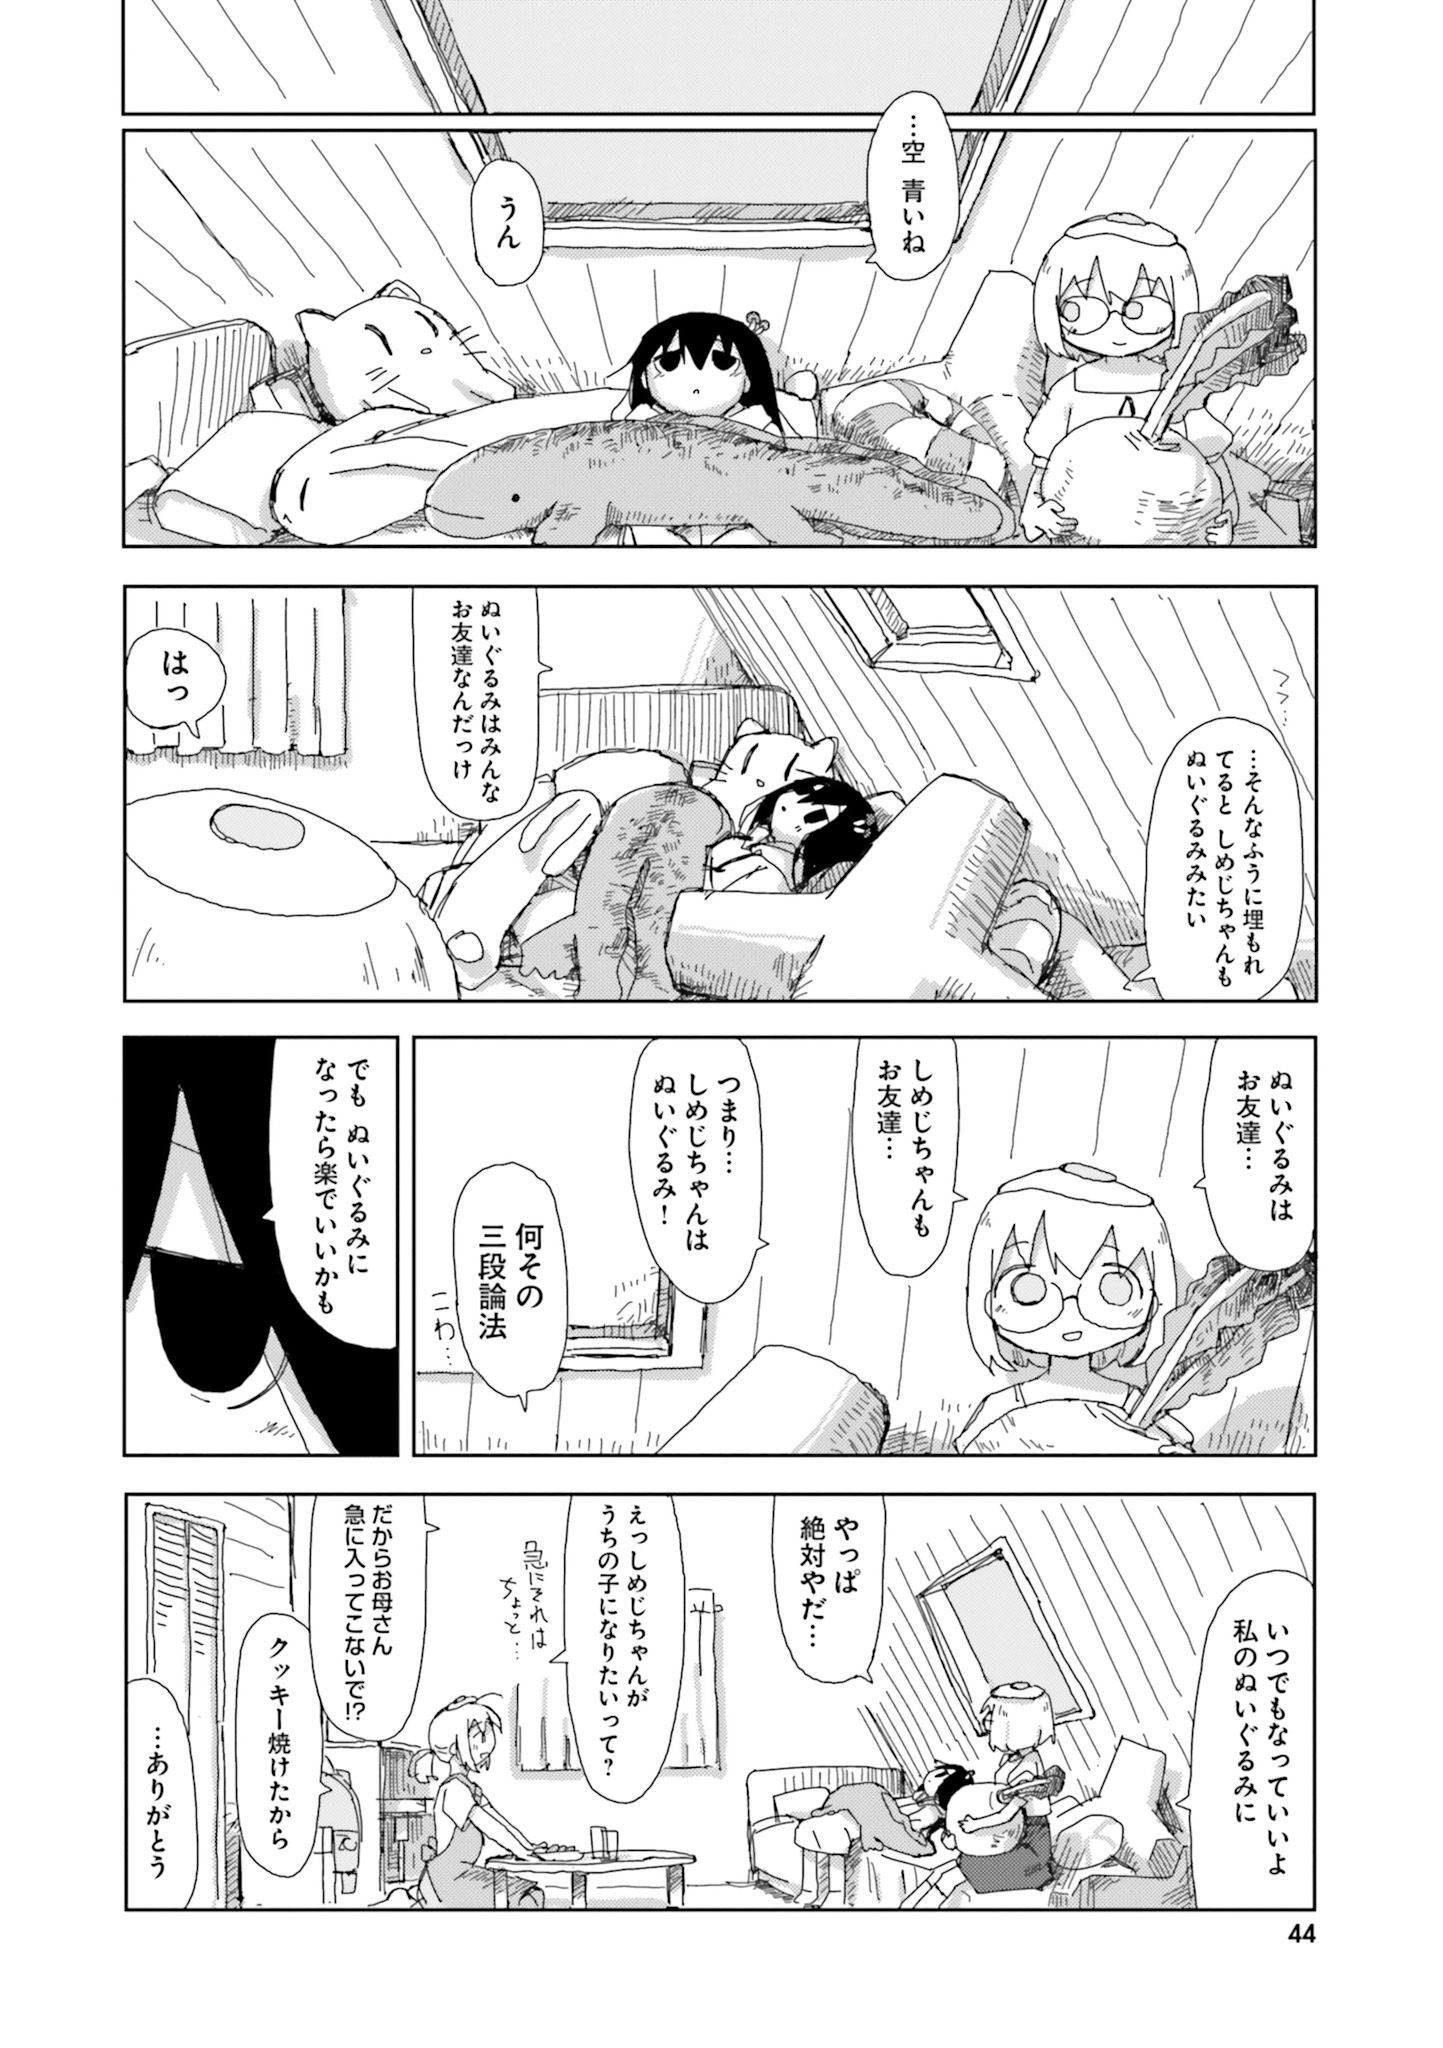 …空 青いね
うん
フフ…
…そんなふうに埋もれ
てると しめじちゃんも
ぬいぐるみみたい
ぬいぐるみはみんな
お友達なんだっけ
はっ
ぬいぐるみは
お友達…
しめじちゃんも
お友達…
つまり…
しめじちゃんは
ぬいぐるみ！
何その
三段論法
こわ…
でも ぬいぐるみに
なったら楽でいいかも
いつでもなっていいよ
私のぬいぐるみに
やっぱ
絶対やだ…
えっしめじちゃんが
うちの子になりたいって？
急にそれは
ちょっと…
だからお母さん
急に入ってこないで!?
クッキー焼けたから
…ありがとう
44